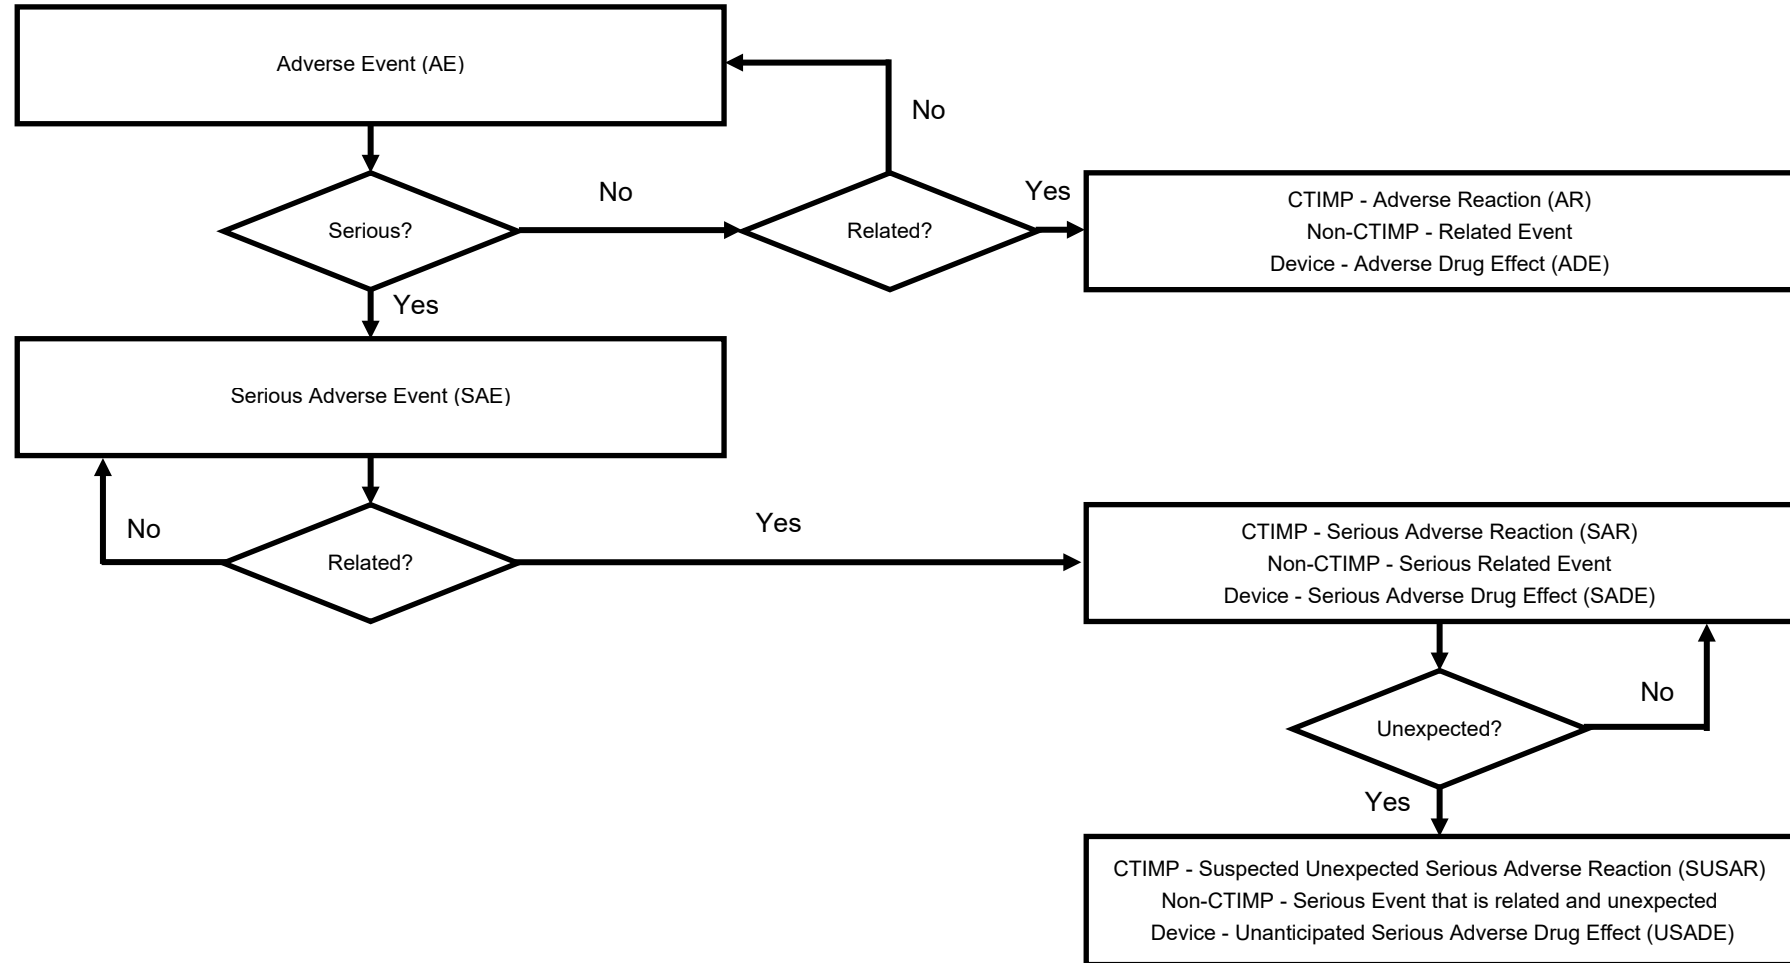 Adverse Event (AE)
No
Serious?
No
Related?
Yes
CTIMP - Adverse Reaction (AR)
Non-CTIMP - Related Event
Device - Adverse Drug Effect (ADE)
Yes
Serious Adverse Event (SAE)
No
Related?
Yes
CTIMP - Serious Adverse Reaction (SAR)
Non-CTIMP - Serious Related Event
Device - Serious Adverse Drug Effect (SADE)
Unexpected?
No
Yes
CTIMP - Suspected Unexpected Serious Adverse Reaction (SUSAR)
Non-CTIMP - Serious Event that is related and unexpected
Device - Unanticipated Serious Adverse Drug Effect (USADE)